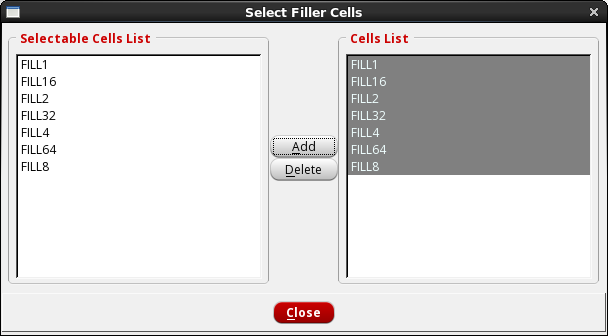 Select Filler Cells
Selectable Cells List
FILL1
FILL16
FILL2
FILL32
FILL4
FILL64
FILL8
Add
Delete
Cells List
FILL1
FILL16
FILL2
FILL32
FILL4
FILL64
FILL8
Close